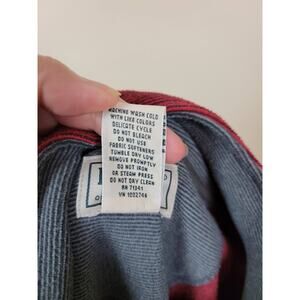 MACHINE WASH COLD
WITH LIKE COLORS
DELICATE CYCLE
DO NOT BLEACH
DO NOT USE
FABRIC SOFTENERS
TUMBLE DRY LOW
REMOVE PROMPTLY
DO NOT IRON
OR STEAM PRESS
DO NOT DRY CLEAN
RN 71341
VN 1002746